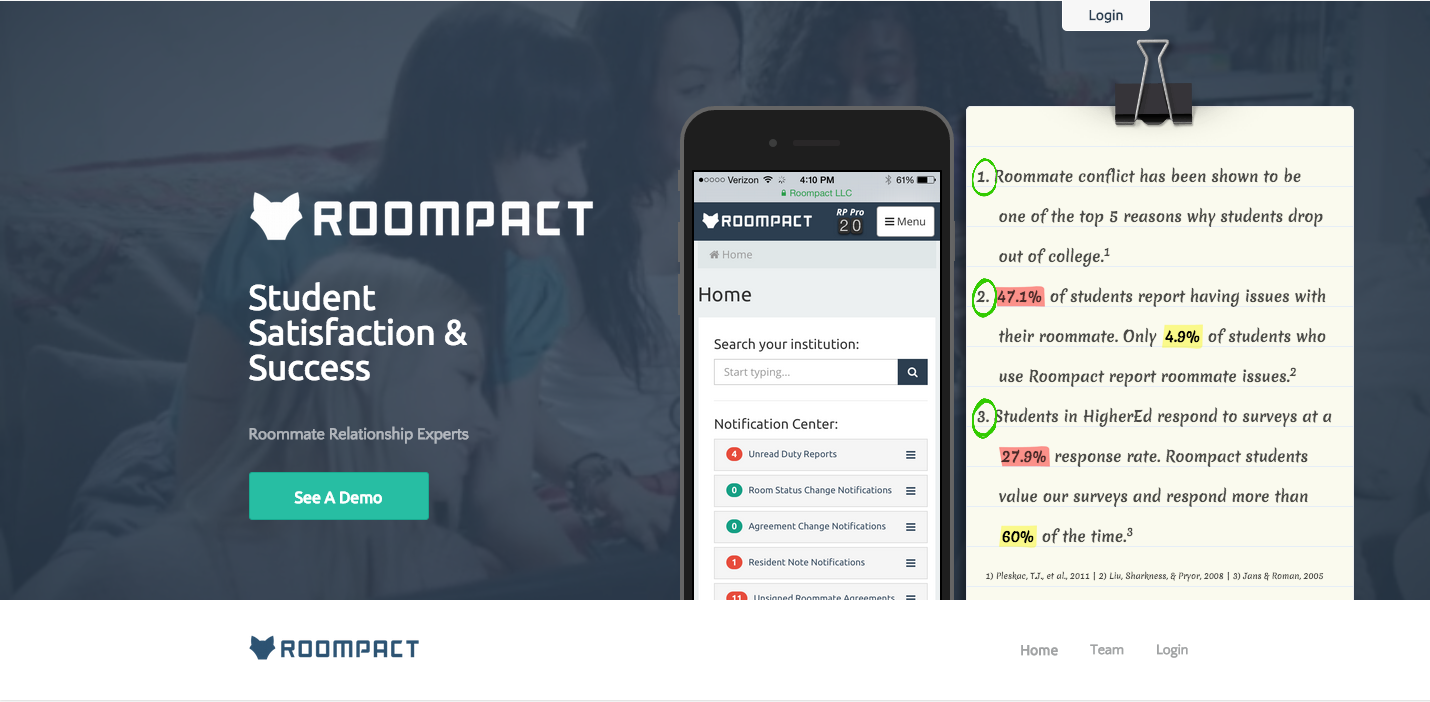 Login
ROOMPACT
Student
Satisfaction &
Success
Roommate Relationship Experts
See A Demo
Verizon 4:10 PM 61%
Roompact LLC
ROOMPACT RP Pro 20 Menu
Home
Home
Search your institution:
Start typing...
Notification Center:
4 Unread Duty Reports
0 Room Status Change Notifications
0 Agreement Change Notifications
1 Resident Note Notifications
11 Unsigned Roommate Agreements
1. Roommate conflict has been shown to be
one of the top 5 reasons why students drop
out of college.1
2. 47.1% of students report having issues with
their roommate. Only 4.9% of students who
use Roompact report roommate issues.2
3. Students in HigherEd respond to surveys at a
27.9% response rate. Roompact students
value our surveys and respond more than
60% of the time.3
1) Pleskac, T.J., et al., 2011 | 2) Liu, Sharkness, & Pryor, 2008 | 3) Jans & Roman, 2005
ROOMPACT
Home Team Login